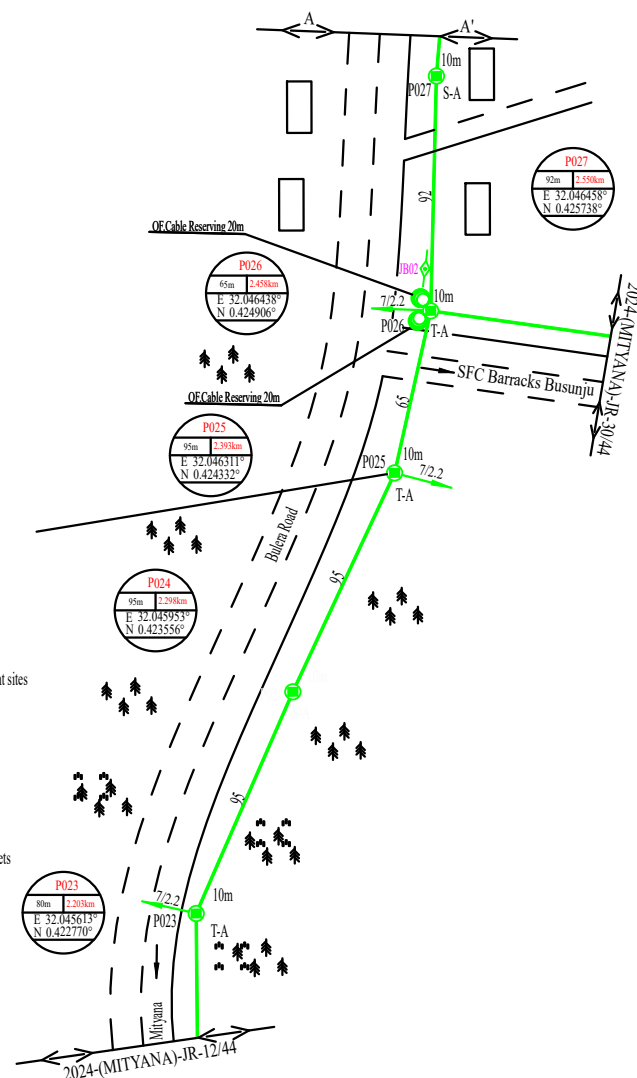 A
A'
10m
P027
S-A
P027
92m 2.550km
E 32.046458°
N 0.425738°
92
OF.Cable Reserving 20m
P026
65m 2.458km
E 32.046438°
N 0.424906°
JB02
7/2.2
10m
P026
T-A
2024-(MITYANA)-JR-30/44
SFC Barracks Busunju
OF.Cable Reserving 20m
65
P025
95m 2.393km
E 32.046311°
N 0.424332°
P025
10m
7/2.2
T-A
Bulera Road
P024
95m 2.298km
E 32.045953°
N 0.423556°
95
t sites
95
ets
P023
80m 2.203km
E 32.045613°
N 0.422770°
7/2.2
10m
P023
T-A
Mityana
2024-(MITYANA)-JR-12/44